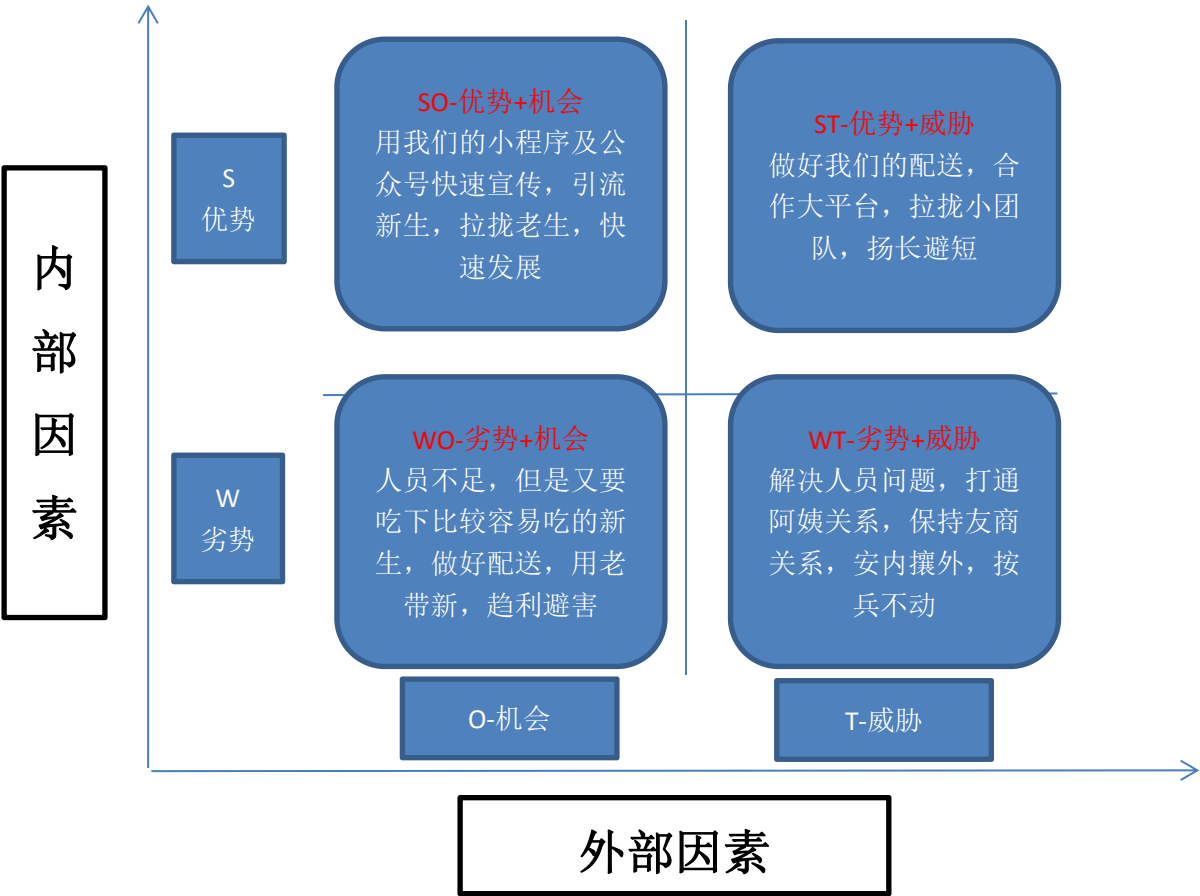 SO-优势+机会
用我们的小程序及公
众号快速宣传，引流
新生，拉拢老生，快
速发展
ST-优势+威胁
做好我们的配送，合
作大平台，拉拢小团
队，扬长避短
S
优势
内
部
因
素
WO-劣势+机会
人员不足，但是又要
吃下比较容易吃的新
生，做好配送，用老
带新，趋利避害
WT-劣势+威胁
解决人员问题，打通
阿姨关系，保持友商
关系，安内攘外，按
兵不动
W
劣势
O-机会
T-威胁
外部因素